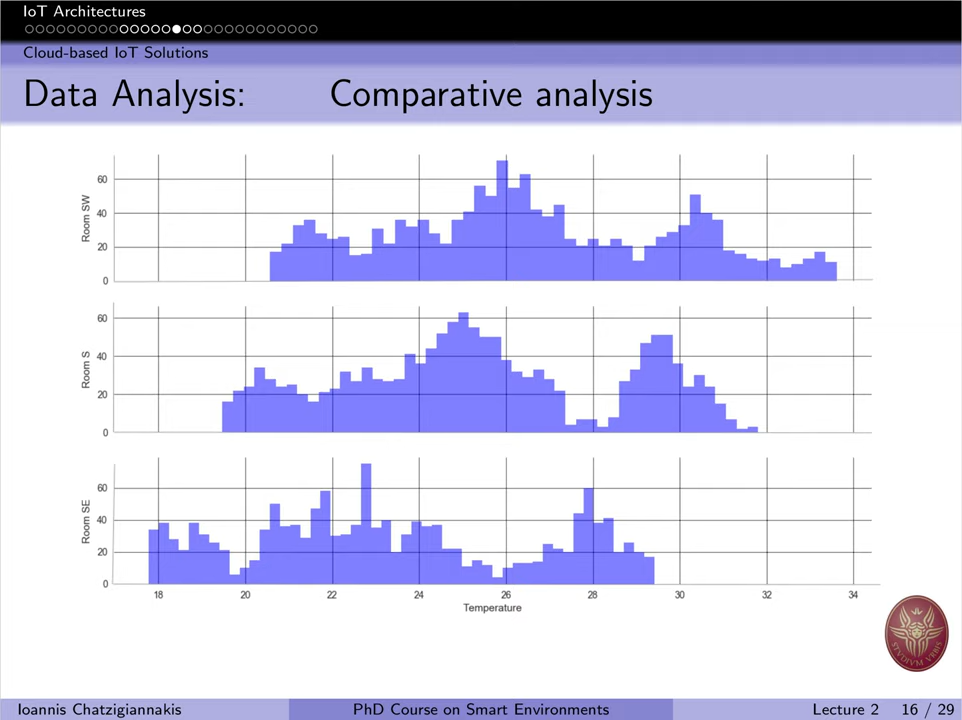 IoT Architectures
Cloud-based IoT Solutions
Data Analysis: Comparative analysis
Room SW
60
40
20
0
Room S
60
40
20
0
Room SE
60
40
20
0
18 20 22 24 26 28 30 32 34
Temperature
STVDIVM VRBIS
Ioannis Chatzigiannakis PhD Course on Smart Environments Lecture 2 16 / 29